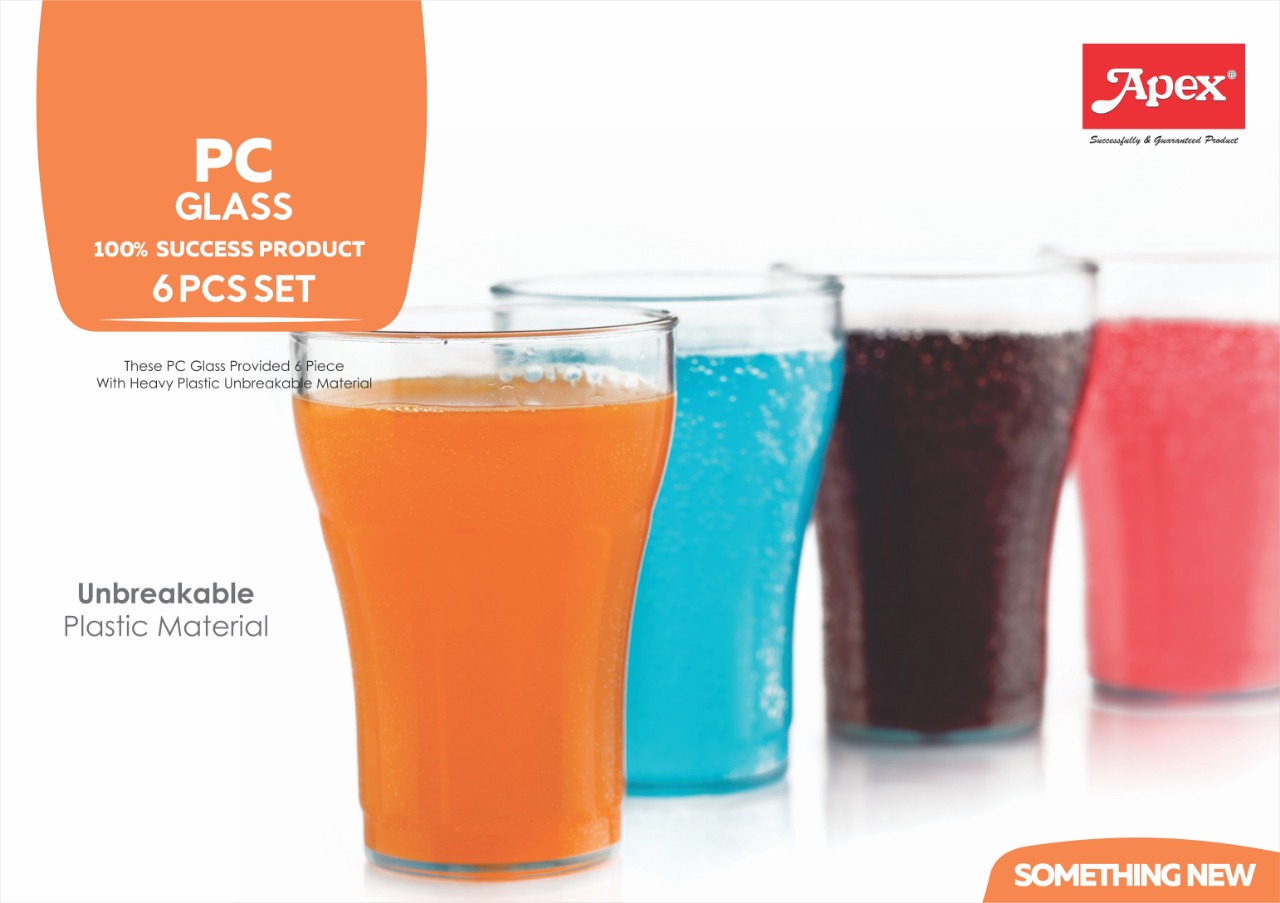 PC
GLASS
100% SUCCESS PRODUCT
6 PCS SET
These PC Glass Provided 6 Piece
With Heavy Plastic Unbreakable Material
Apex®
Successfully & Guaranteed Product
Unbreakable
Plastic Material
SOMETHING NEW